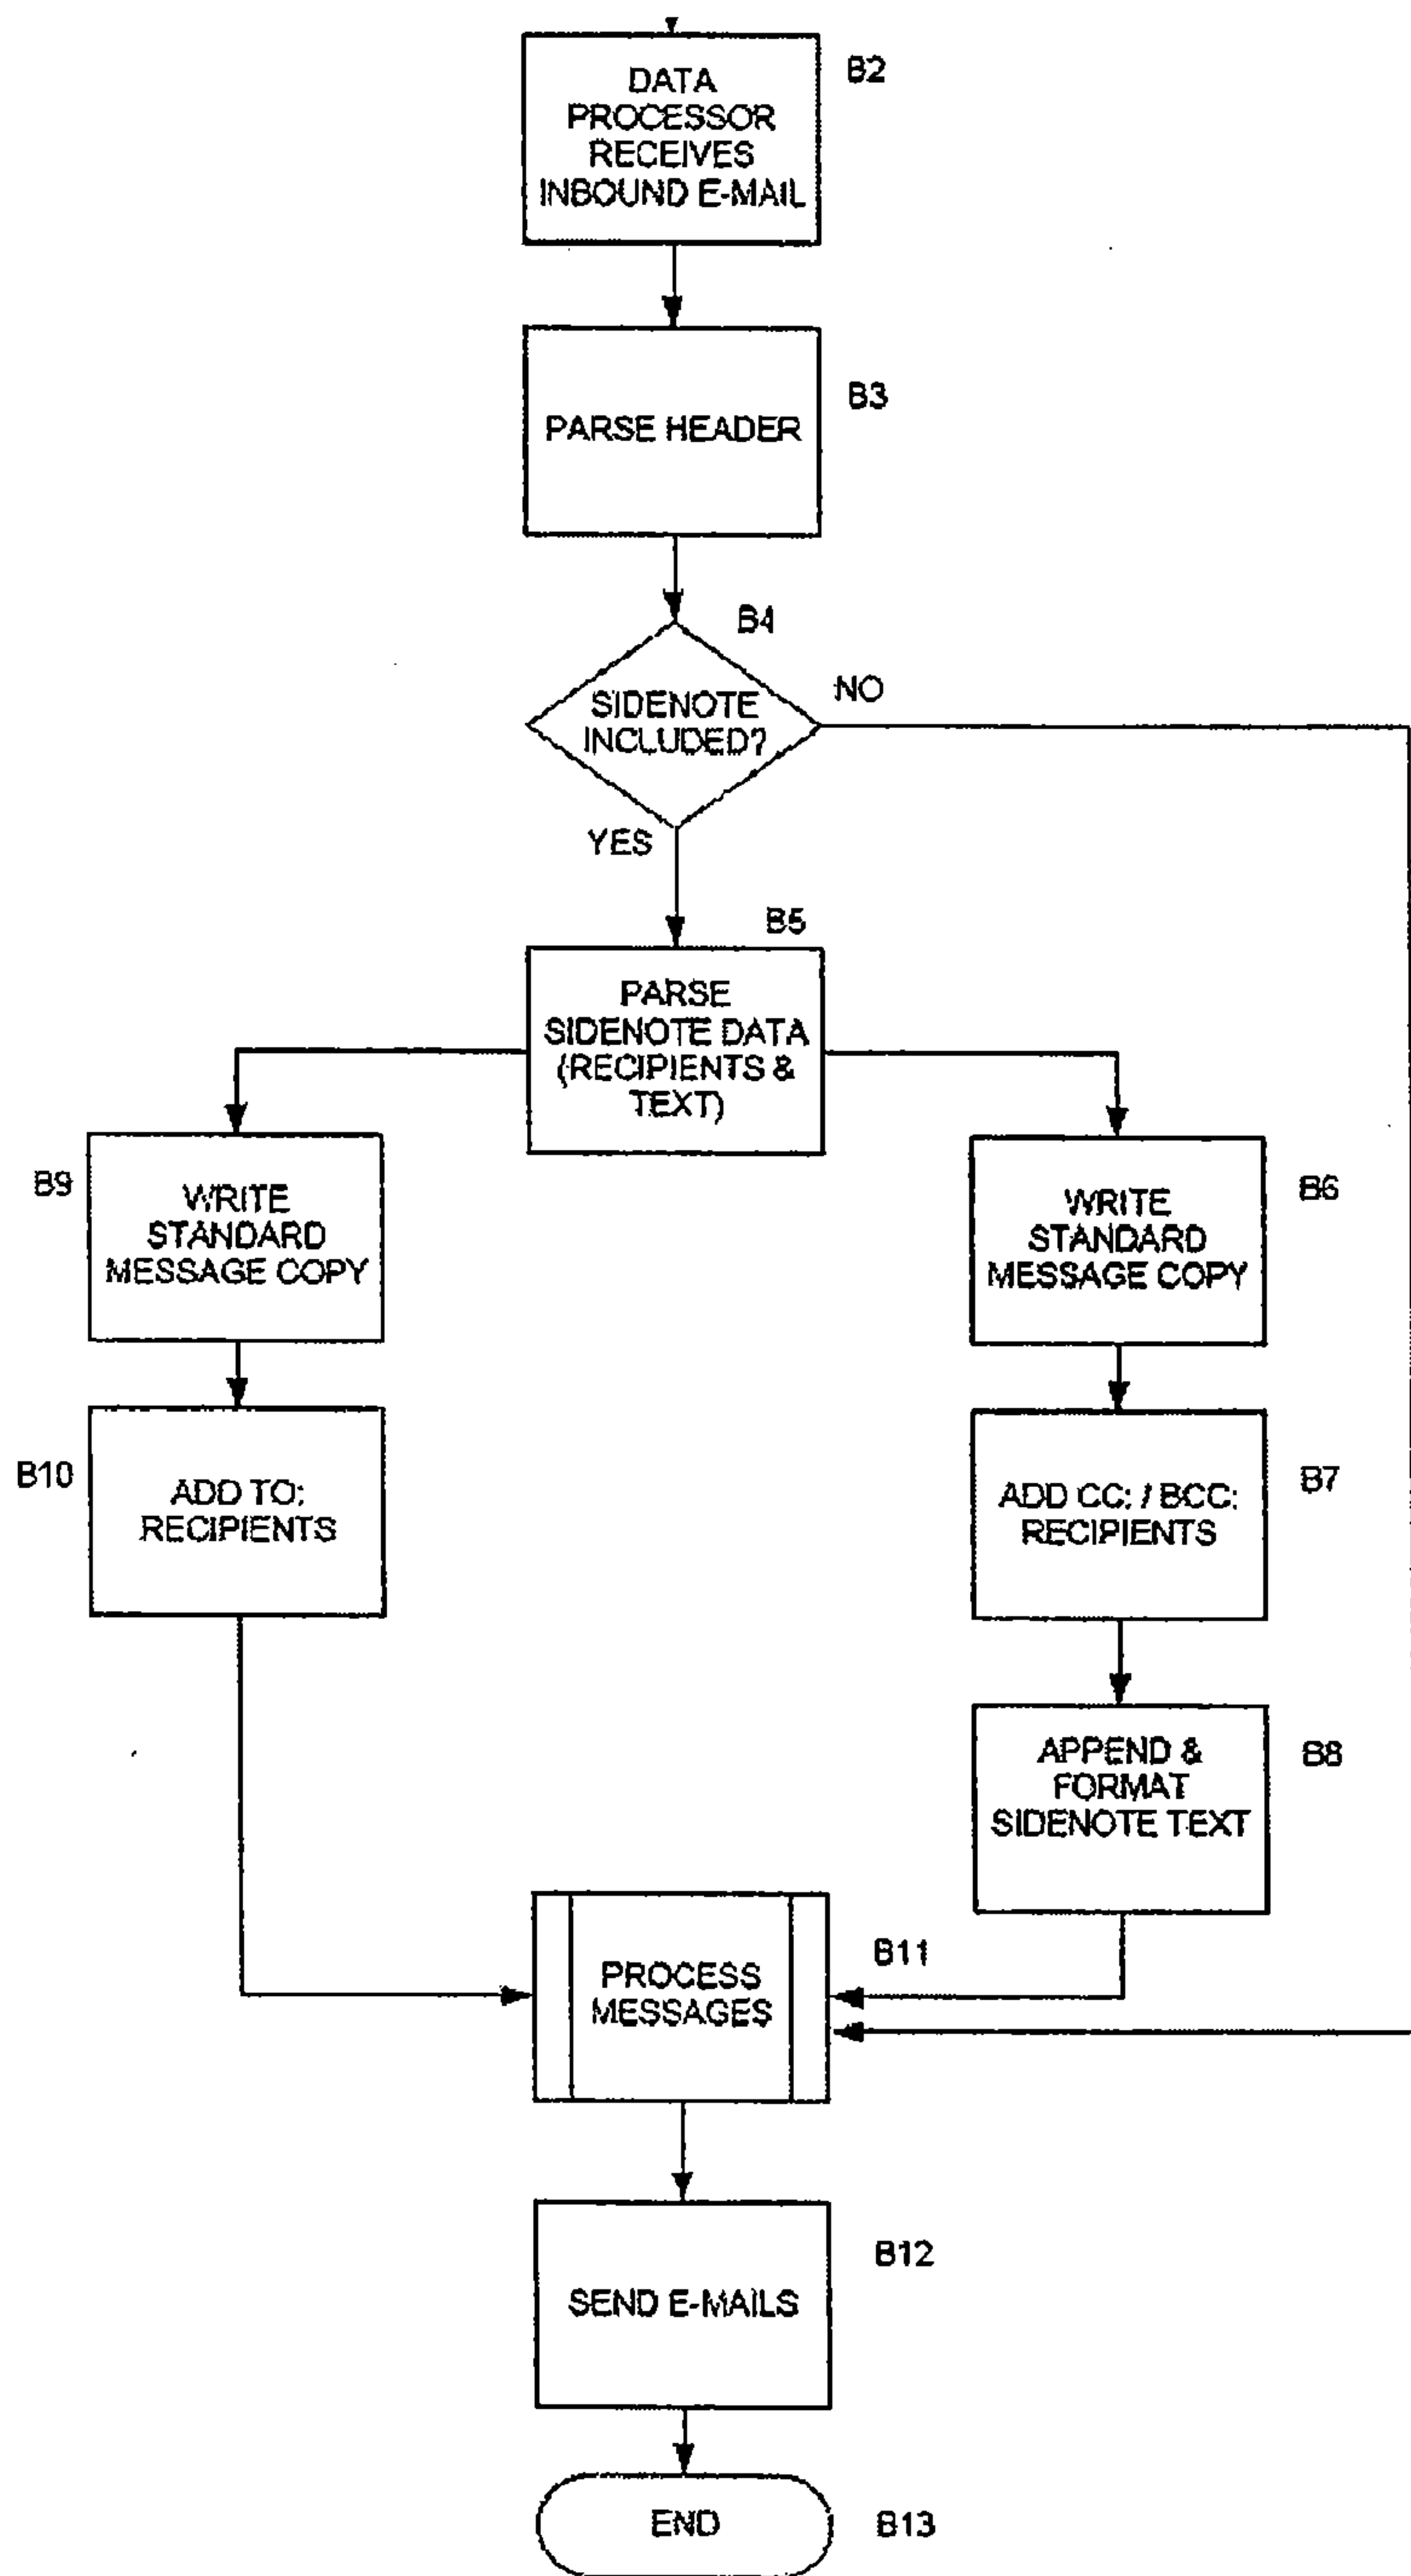 DATA
PROCESSOR
RECEIVES
INBOUND E-MAIL
B2
PARSE HEADER
B3
B4
SIDENOTE
INCLUDED?
NO
YES
B5
PARSE
SIDENOTE DATA
(RECIPIENTS &
TEXT)
B9
WRITE
STANDARD
MESSAGE COPY
WRITE
STANDARD
MESSAGE COPY
B6
B10
ADD TO:
RECIPIENTS
ADD CC: / BCC:
RECIPIENTS
B7
APPEND &
FORMAT
SIDENOTE TEXT
B8
PROCESS
MESSAGES
B11
SEND E-MAILS
B12
END
B13